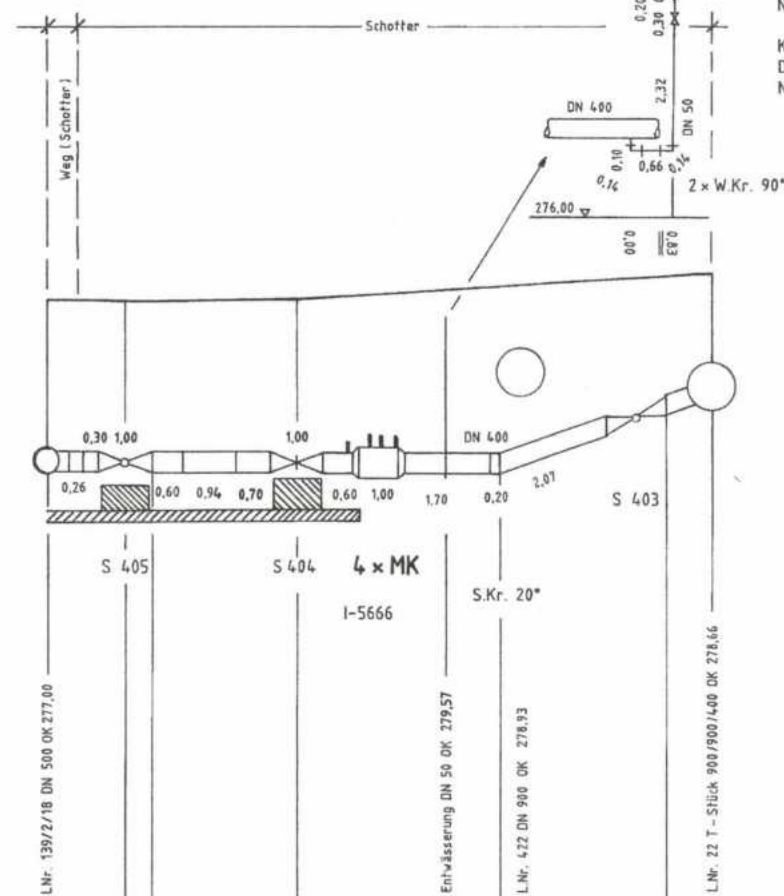 Schotter
0,20
0,30
N
K
D
N
Weg (Schotter)
DN 400
2,32
DN 50
0,10
0,14
0,66
0,14
2 x W.Kr. 90°
276,00
0,00
0,83
0,30 1,00
1,00
DN 400
0,26
0,60
0,94
0,70
0,60
1,00
1,70
0,20
2,07
S 403
S 405
S 404
4 x MK
I-5666
S.Kr. 20°
L.Nr. 139/2/18 DN 500 OK 277,00
Entwässerung DN 50 OK 279,57
L.Nr. 422 DN 900 OK 278,93
L.Nr. 22 T-Stück 900/900/400 OK 278,66